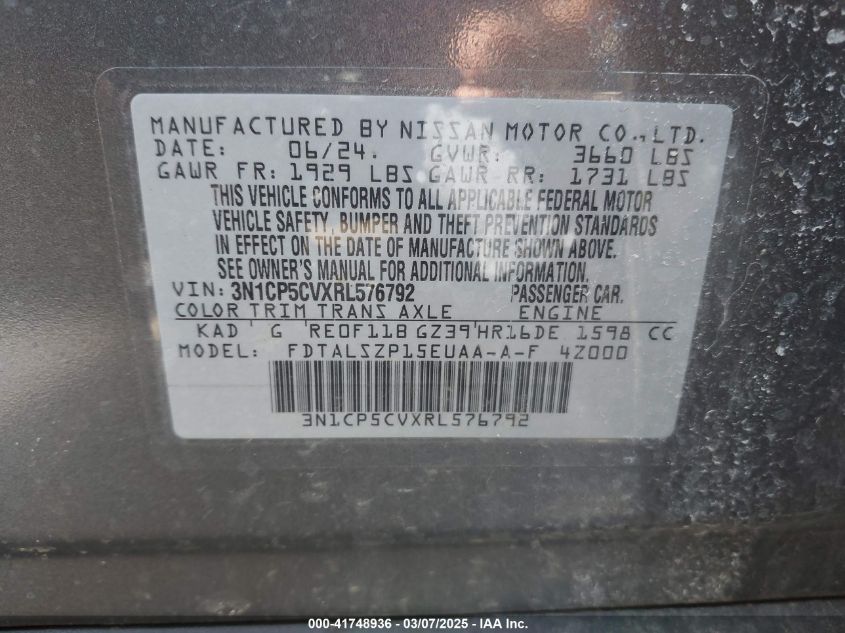 MANUFACTURED BY NISSAN MOTOR CO., LTD.
DATE: 06/24. GVWR: 3660 LBS
GAWR FR: 1929 LBS GAWR RR: 1731 LBS
THIS VEHICLE CONFORMS TO ALL APPLICABLE FEDERAL MOTOR
VEHICLE SAFETY, BUMPER AND THEFT PREVENTION STANDARDS
IN EFFECT ON THE DATE OF MANUFACTURE SHOWN ABOVE.
SEE OWNER'S MANUAL FOR ADDITIONAL INFORMATION.
VIN: 3N1CP5CVXRL576792 PASSENGER CAR.
COLOR TRIM TRANS AXLE ENGINE
KAD G RE0F11B GZ39 HR16DE 1598 CC
MODEL: FDTALSZP15EUAA-A-F 4Z000
3N1CP5CVXRL576792
000-41748936 - 03/07/2025 - IAAI.com